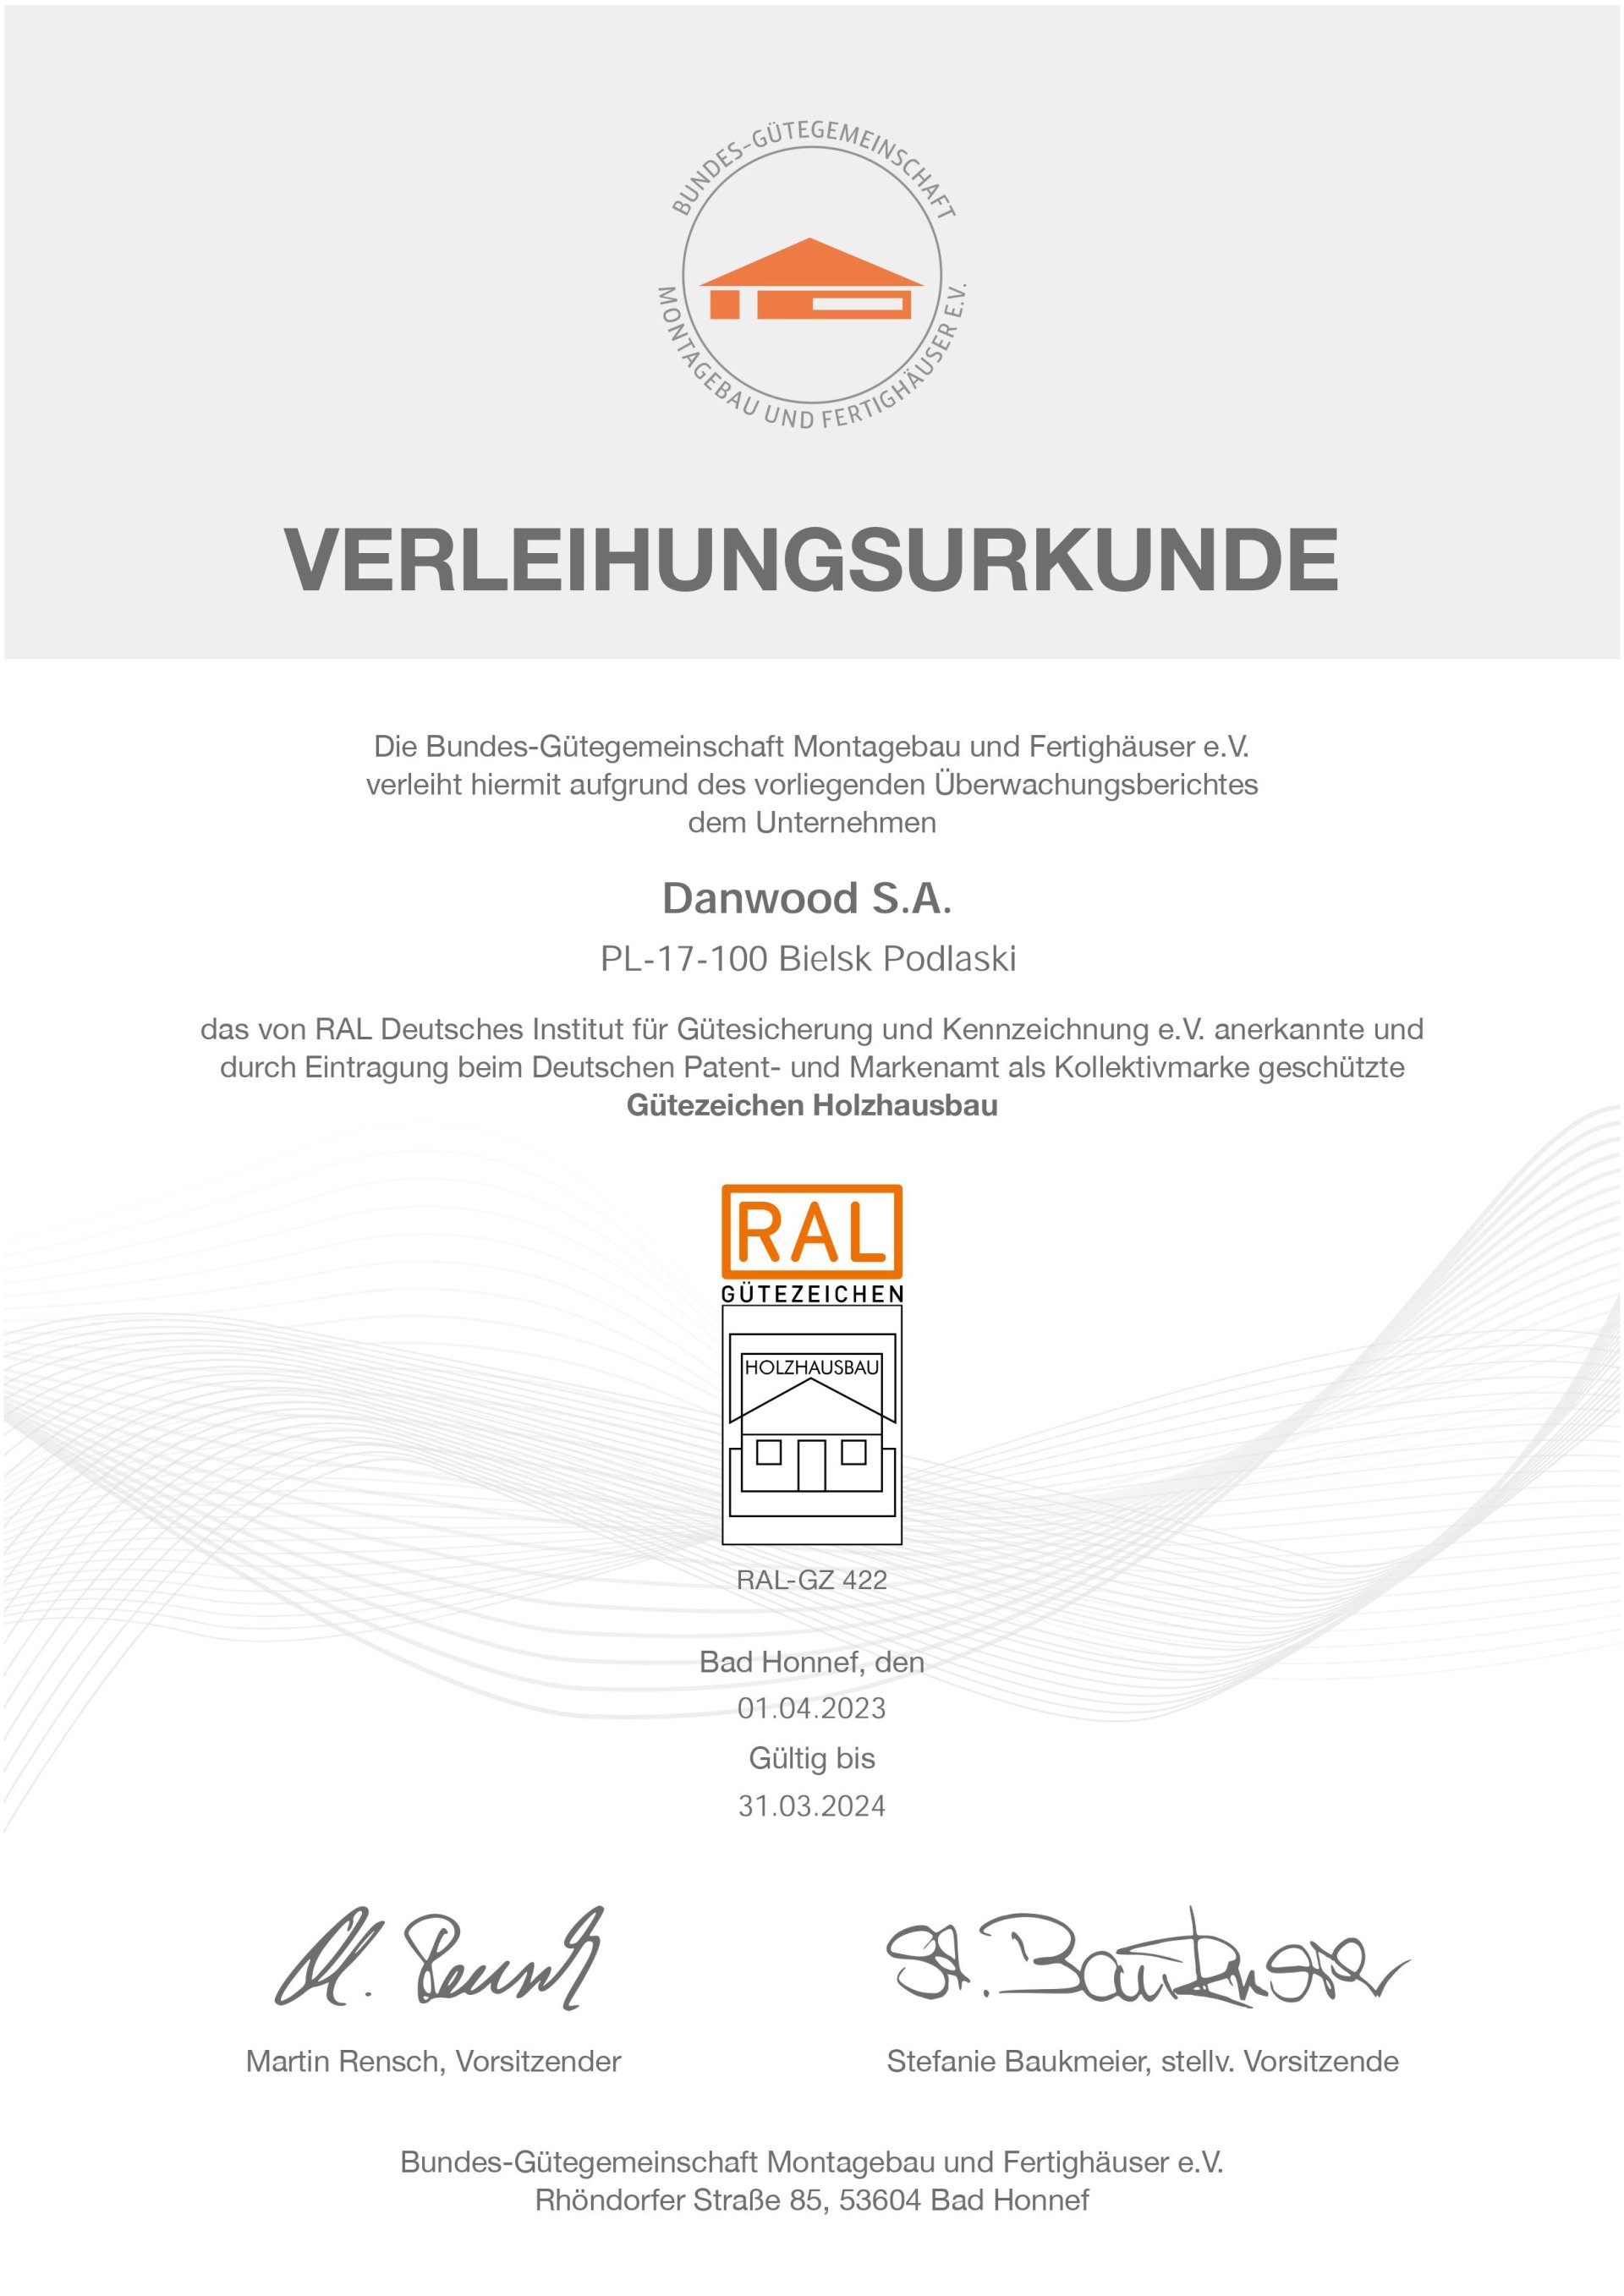 BUNDES-GÜTEGEMEINSCHAFT
MONTAGEBAU UND FERTIGHÄUSER E.V.
VERLEIHUNGSURKUNDE
Die Bundes-Gütegemeinschaft Montagebau und Fertighäuser e.V.
verleiht hiermit aufgrund des vorliegenden Überwachungsberichtes
dem Unternehmen
Danwood S.A.
PL-17-100 Bielsk Podlaski
das von RAL Deutsches Institut für Gütesicherung und Kennzeichnung e.V. anerkannte und
durch Eintragung beim Deutschen Patent- und Markenamt als Kollektivmarke geschützte
Gütezeichen Holzhausbau
RAL
GÜTEZEICHEN
HOLZHAUSBAU
RAL-GZ 422
Bad Honnef, den
01.04.2023
Gültig bis
31.03.2024
M. Rensch
St. Baukmeier
Martin Rensch, Vorsitzender
Stefanie Baukmeier, stellv. Vorsitzende
Bundes-Gütegemeinschaft Montagebau und Fertighäuser e.V.
Rhöndorfer Straße 85, 53604 Bad Honnef